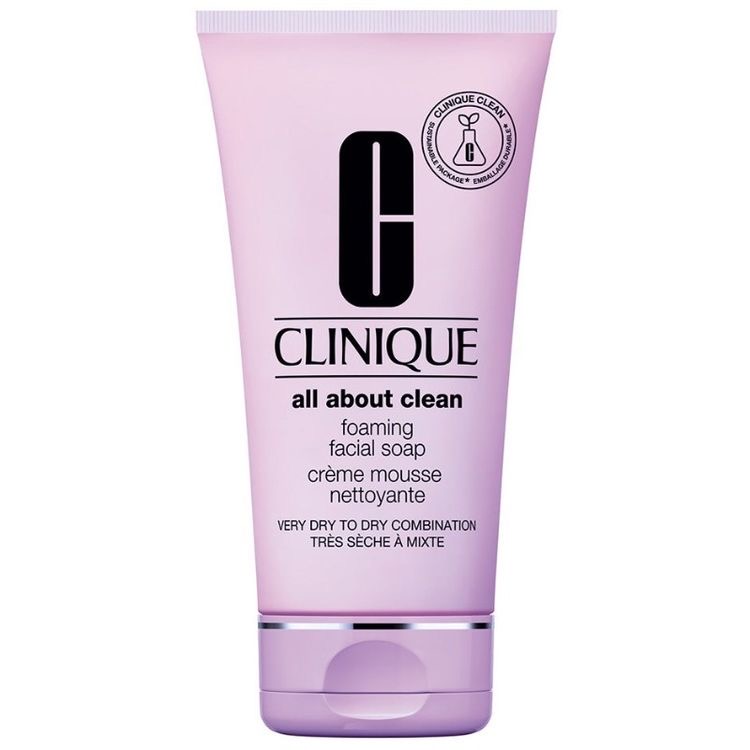 CLINIQUE CLEAN
SUSTAINABLE PACKAGE* EMBALLAGE DURABLE*
C
C
CLINIQUE
all about clean
foaming
facial soap
crème mousse
nettoyante
VERY DRY TO DRY COMBINATION
TRÈS SÈCHE À MIXTE